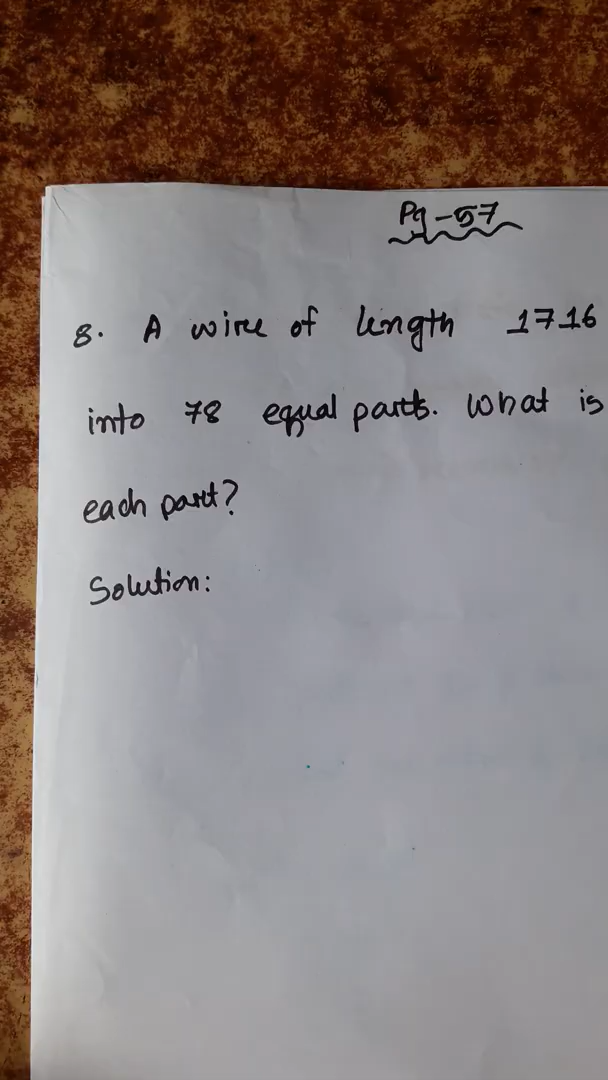 Pg-57
8. A wire of length 1716
into 78 equal parts. What is
each part?
Solution: